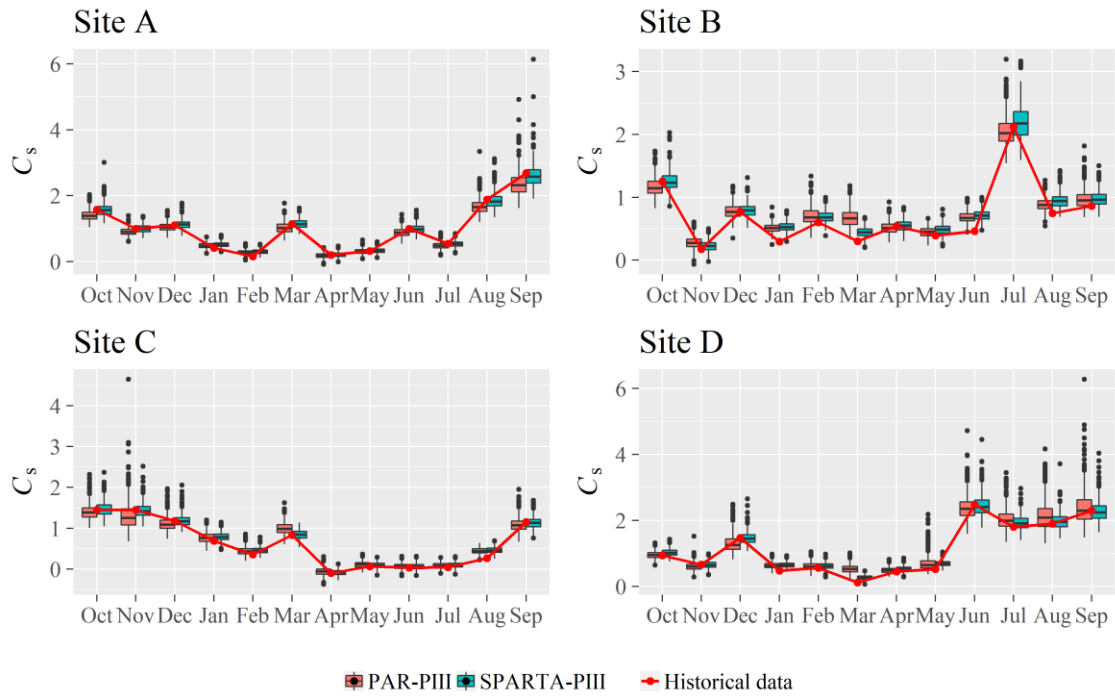 Site A
6
4
2
0
Cs
Oct Nov Dec Jan Feb Mar Apr May Jun Jul Aug Sep
Site B
3
2
1
0
Cs
Oct Nov Dec Jan Feb Mar Apr May Jun Jul Aug Sep
Site C
4
3
2
1
0
Cs
Oct Nov Dec Jan Feb Mar Apr May Jun Jul Aug Sep
Site D
6
4
2
0
Cs
Oct Nov Dec Jan Feb Mar Apr May Jun Jul Aug Sep
PAR-PIII SPARTA-PIII Historical data